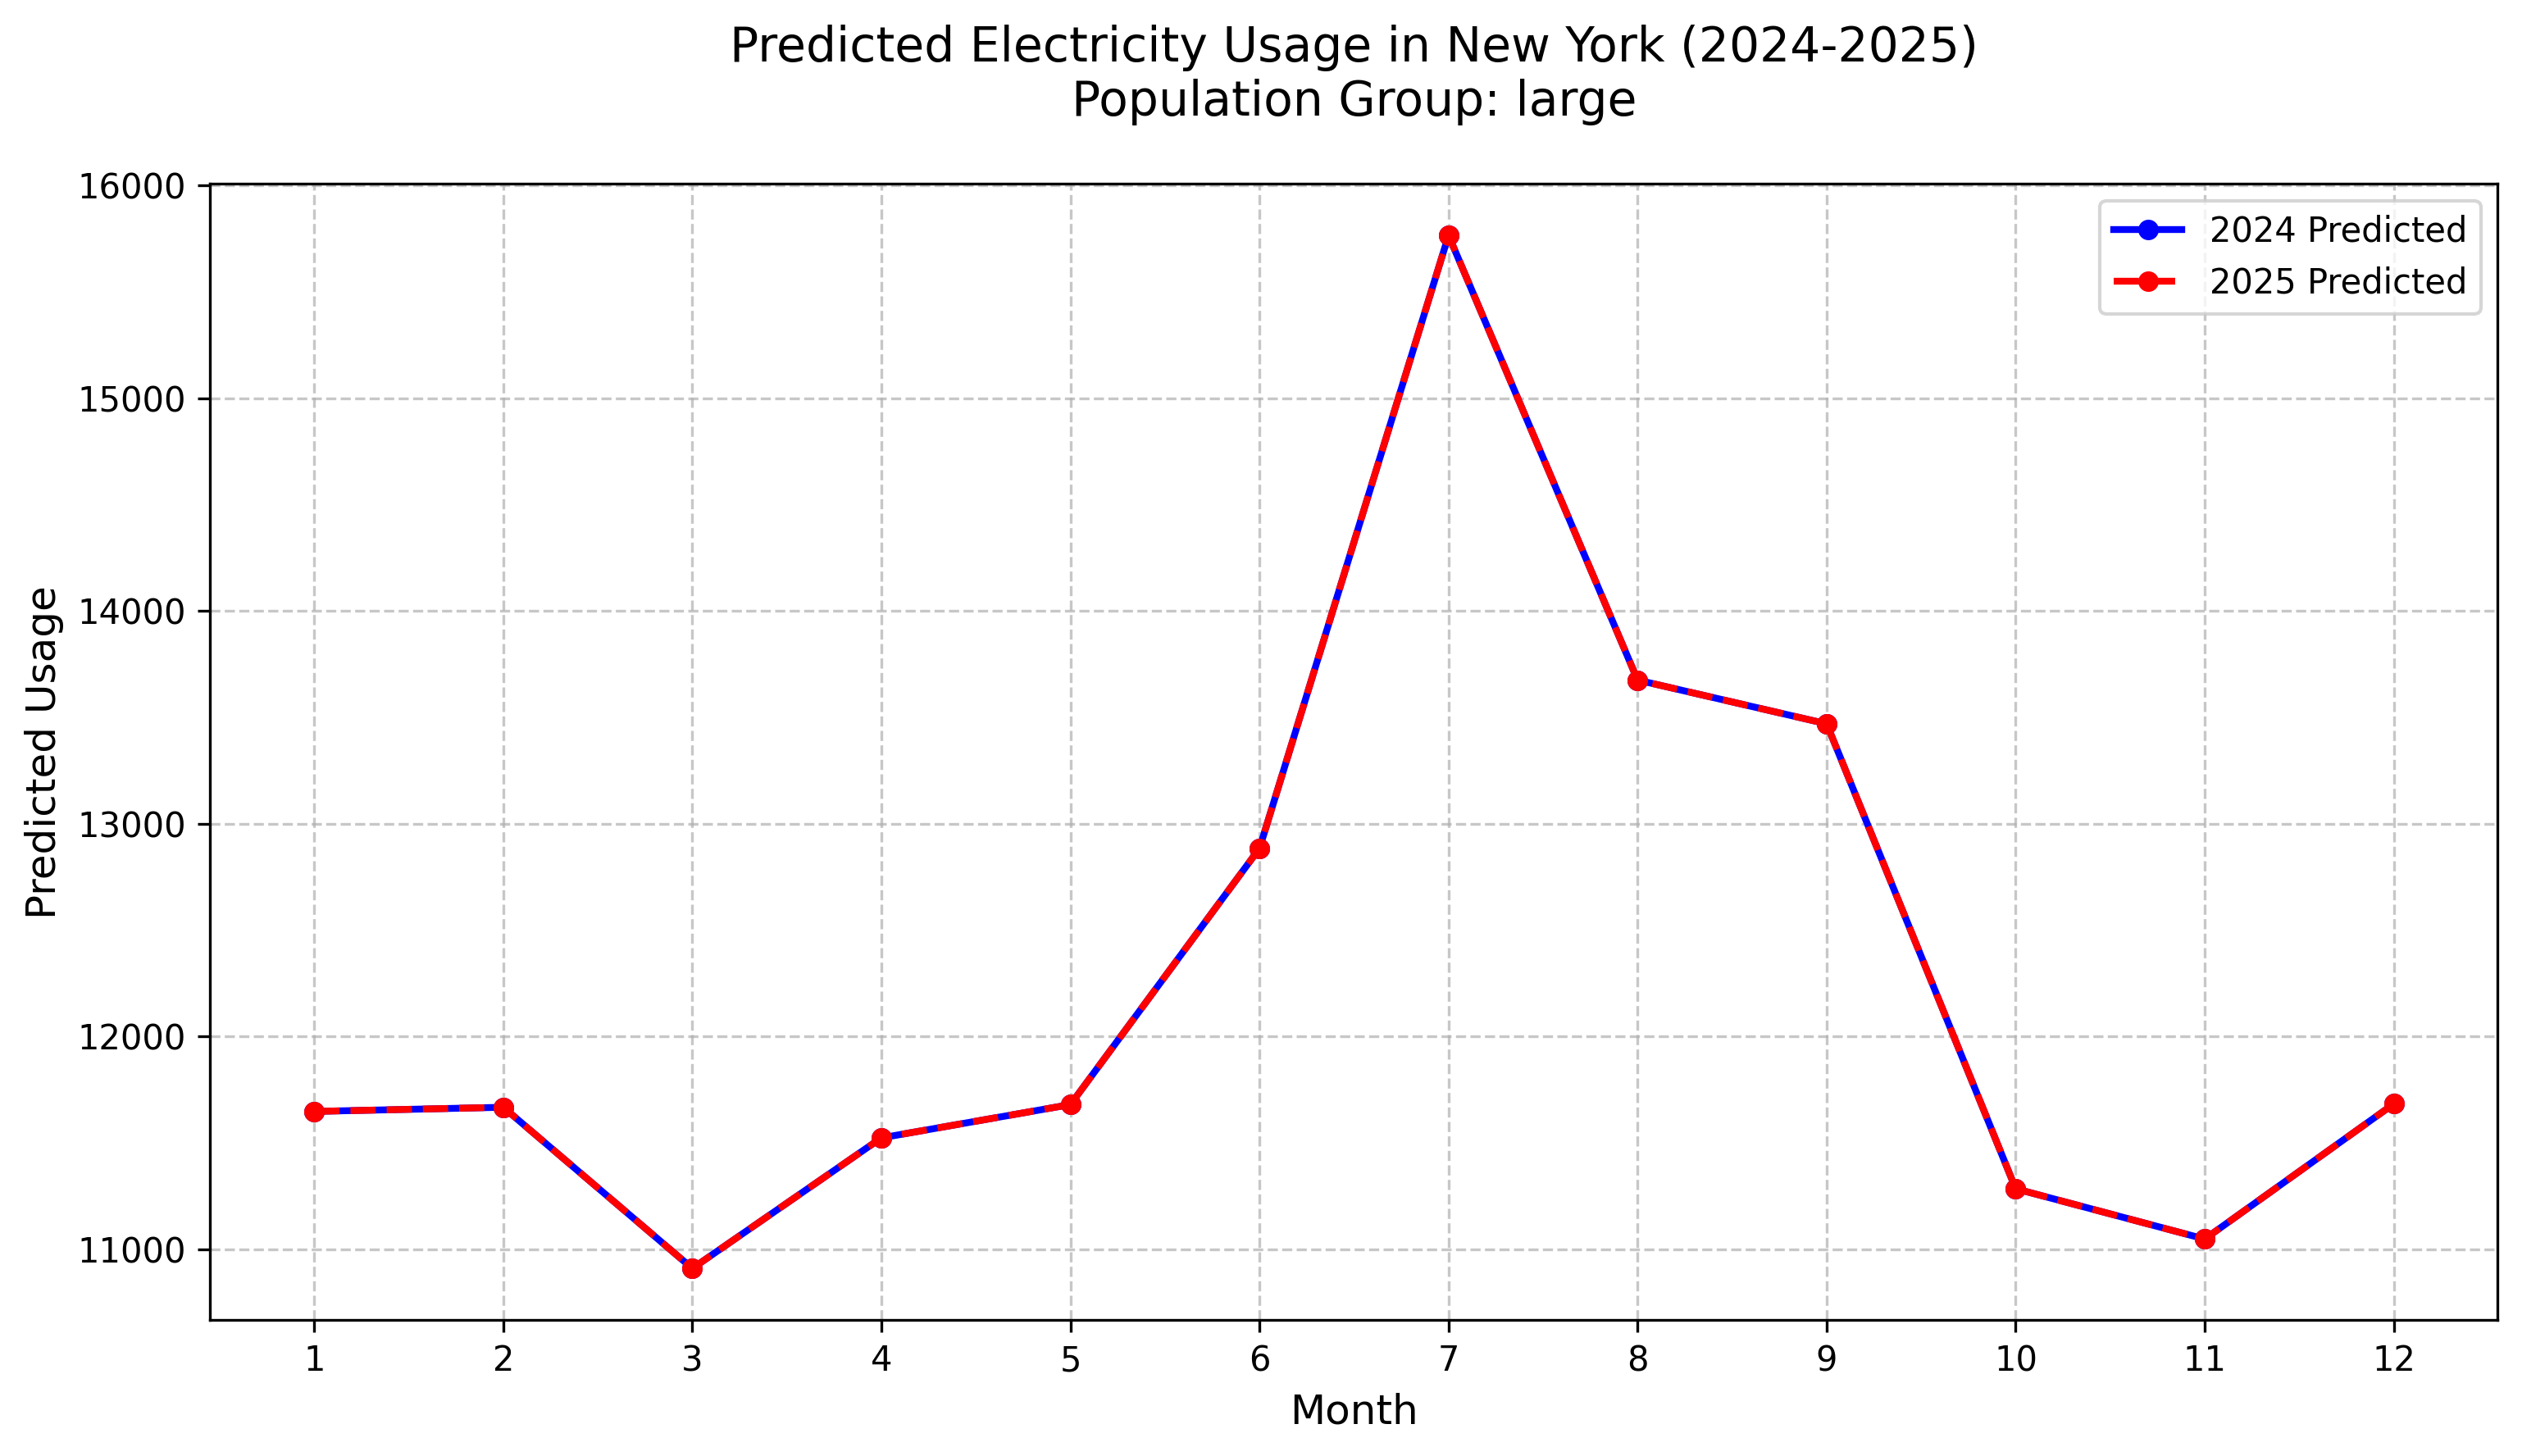 Predicted Electricity Usage in New York (2024-2025)
Population Group: large
16000
15000
14000
13000
12000
11000
Predicted Usage
2024 Predicted
2025 Predicted
1 2 3 4 5 6 7 8 9 10 11 12
Month